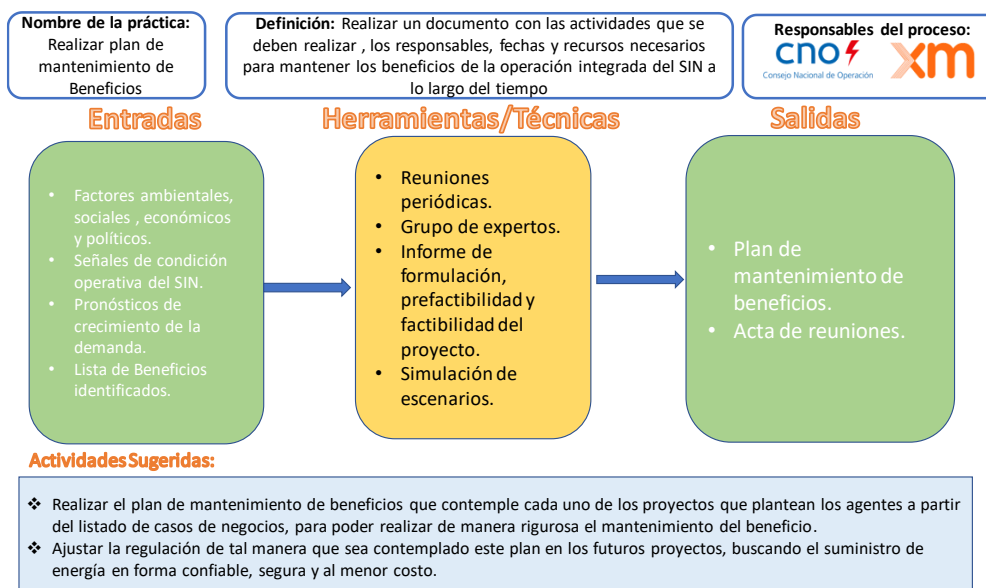 Nombre de la práctica:
Realizar plan de
mantenimiento de
Beneficios
Definición: Realizar un documento con las actividades que se
deben realizar , los responsables, fechas y recursos necesarios
para mantener los beneficios de la operación integrada del SIN a
lo largo del tiempo
Responsables del proceso:
cno
Consejo Nacional de Operación
xm
Entradas
Herramientas/Técnicas
Salidas
• Factores ambientales,
sociales , económicos
y políticos.
• Señales de condición
operativa del SIN.
• Pronósticos de
crecimiento de la
demanda.
• Lista de Beneficios
identificados.
• Reuniones
periódicas.
• Grupo de expertos.
• Informe de
formulación,
prefactibilidad y
factibilidad del
proyecto.
• Simulación de
escenarios.
• Plan de
mantenimiento de
beneficios.
• Acta de reuniones.
Actividades Sugeridas:
❖ Realizar el plan de mantenimiento de beneficios que contemple cada uno de los proyectos que plantean los agentes a partir
del listado de casos de negocios, para poder realizar de manera rigurosa el mantenimiento del beneficio.
❖ Ajustar la regulación de tal manera que sea contemplado este plan en los futuros proyectos, buscando el suministro de
energía en forma confiable, segura y al menor costo.